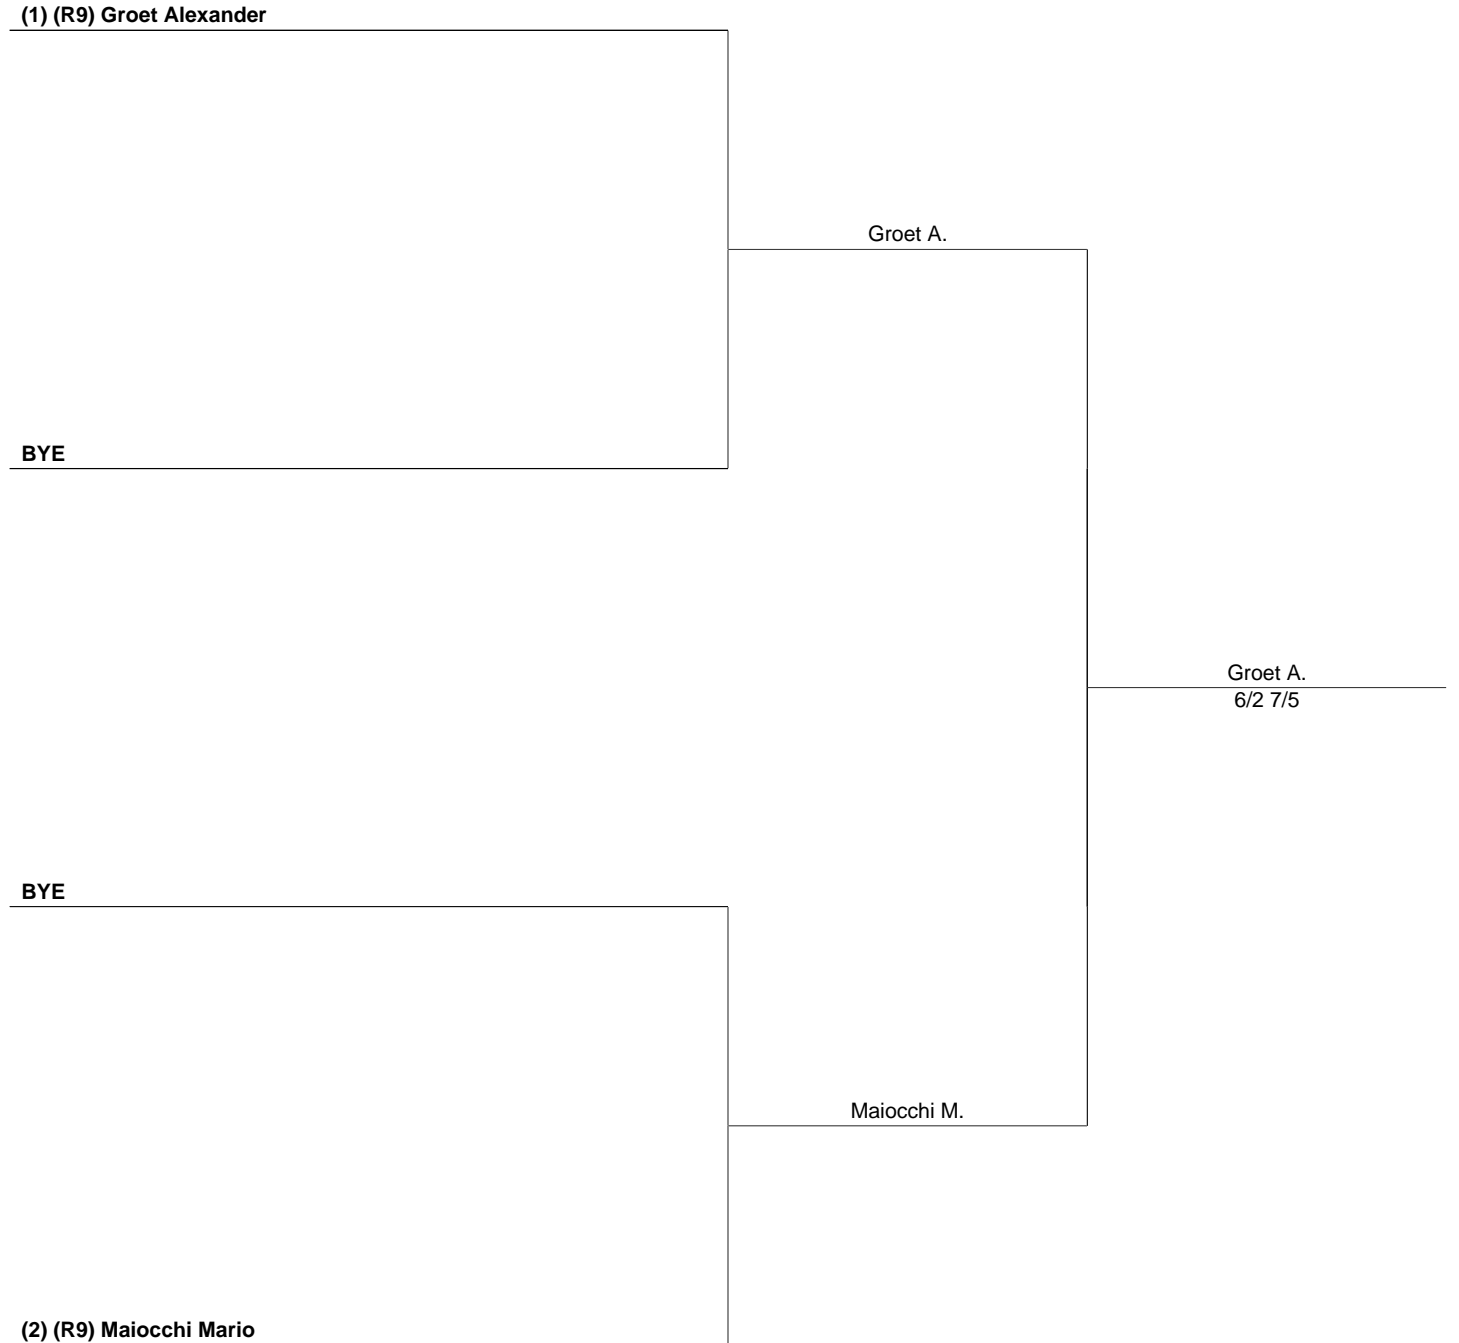 (1) (R9) Groet Alexander
Groet A.
BYE
Groet A.
6/2 7/5
BYE
Maiocchi M.
(2) (R9) Maiocchi Mario